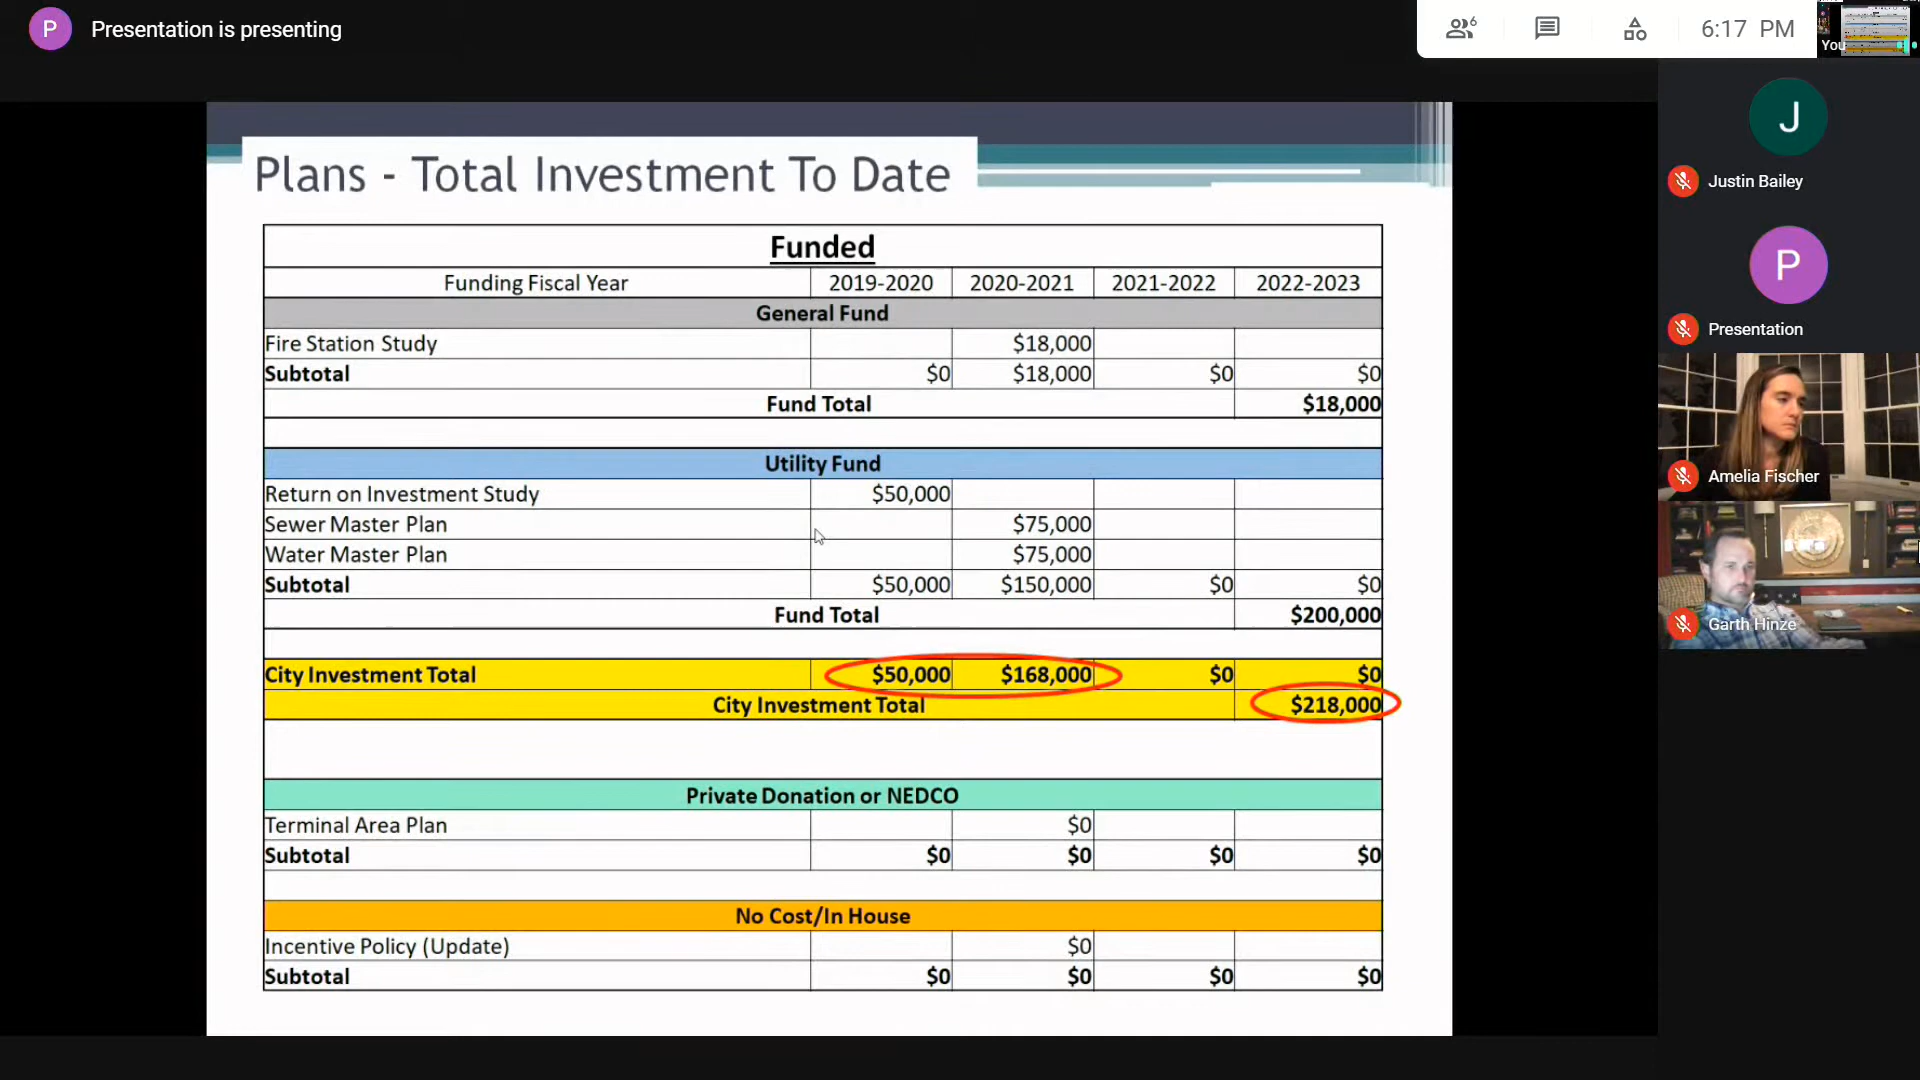 P Presentation is presenting
6 6:17 PM
You
J
Justin Bailey
P
Presentation
Amelia Fischer
Garth Hinze
Plans - Total Investment To Date
Funded
Funding Fiscal Year 2019-2020 2020-2021 2021-2022 2022-2023
General Fund
Fire Station Study $18,000
Subtotal $0 $18,000 $0 $0
Fund Total $18,000
Utility Fund
Return on Investment Study $50,000
Sewer Master Plan $75,000
Water Master Plan $75,000
Subtotal $50,000 $150,000 $0 $0
Fund Total $200,000
City Investment Total $50,000 $168,000 $0 $0
City Investment Total $218,000
Private Donation or NEDCO
Terminal Area Plan $0
Subtotal $0 $0 $0 $0
No Cost/In House
Incentive Policy (Update) $0
Subtotal $0 $0 $0 $0